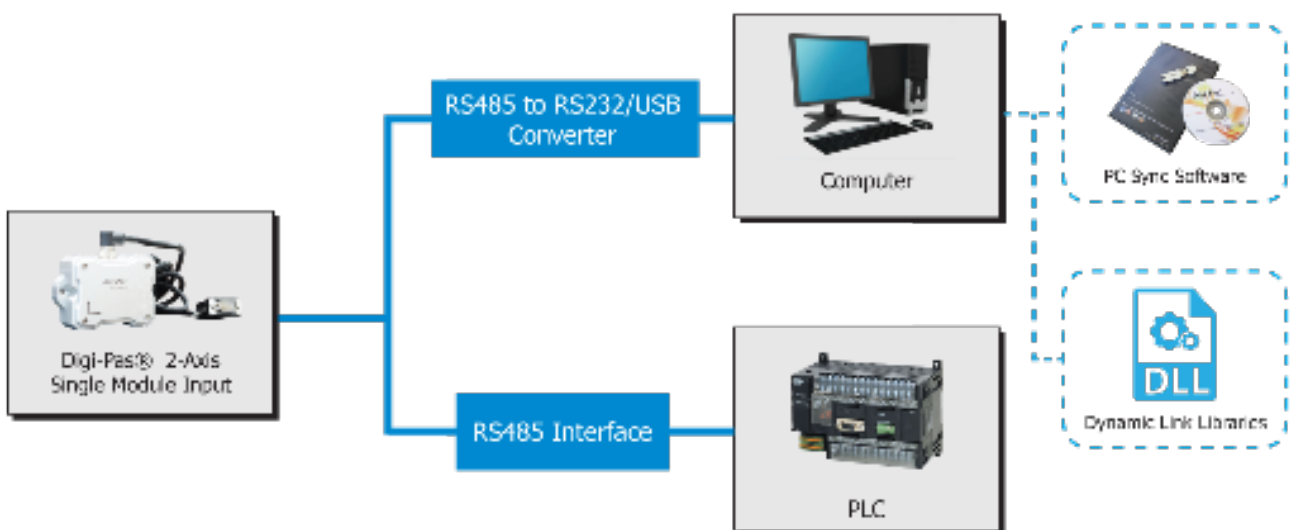 RS485 to RS232/USB
Converter
Computer
PC Sync Software
Digi-Pas® 2-Axis
Single Module Input
RS485 Interface
PLC
DLL
Dynamic Link Libraries